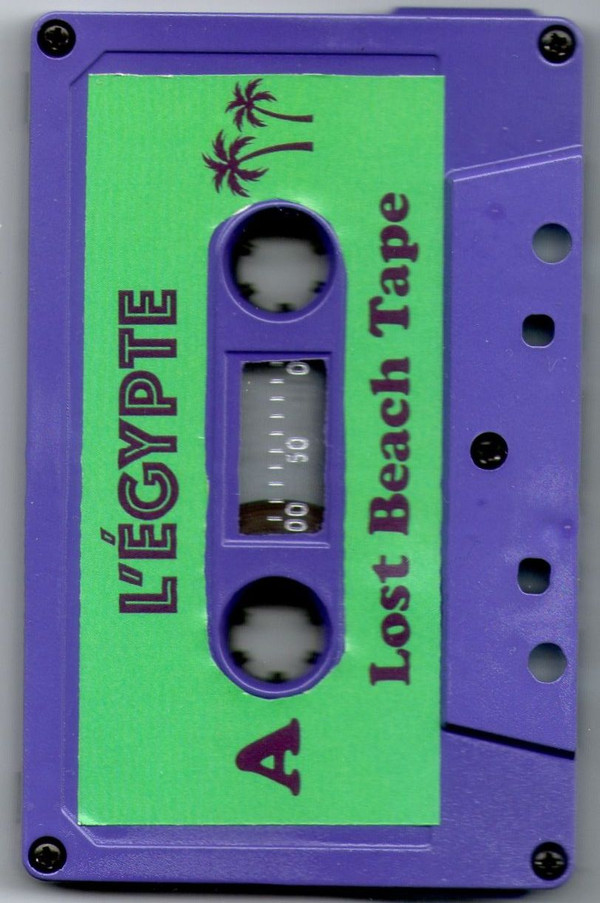 L'ÉGYPTE
A
00 50 0
Lost Beach Tape